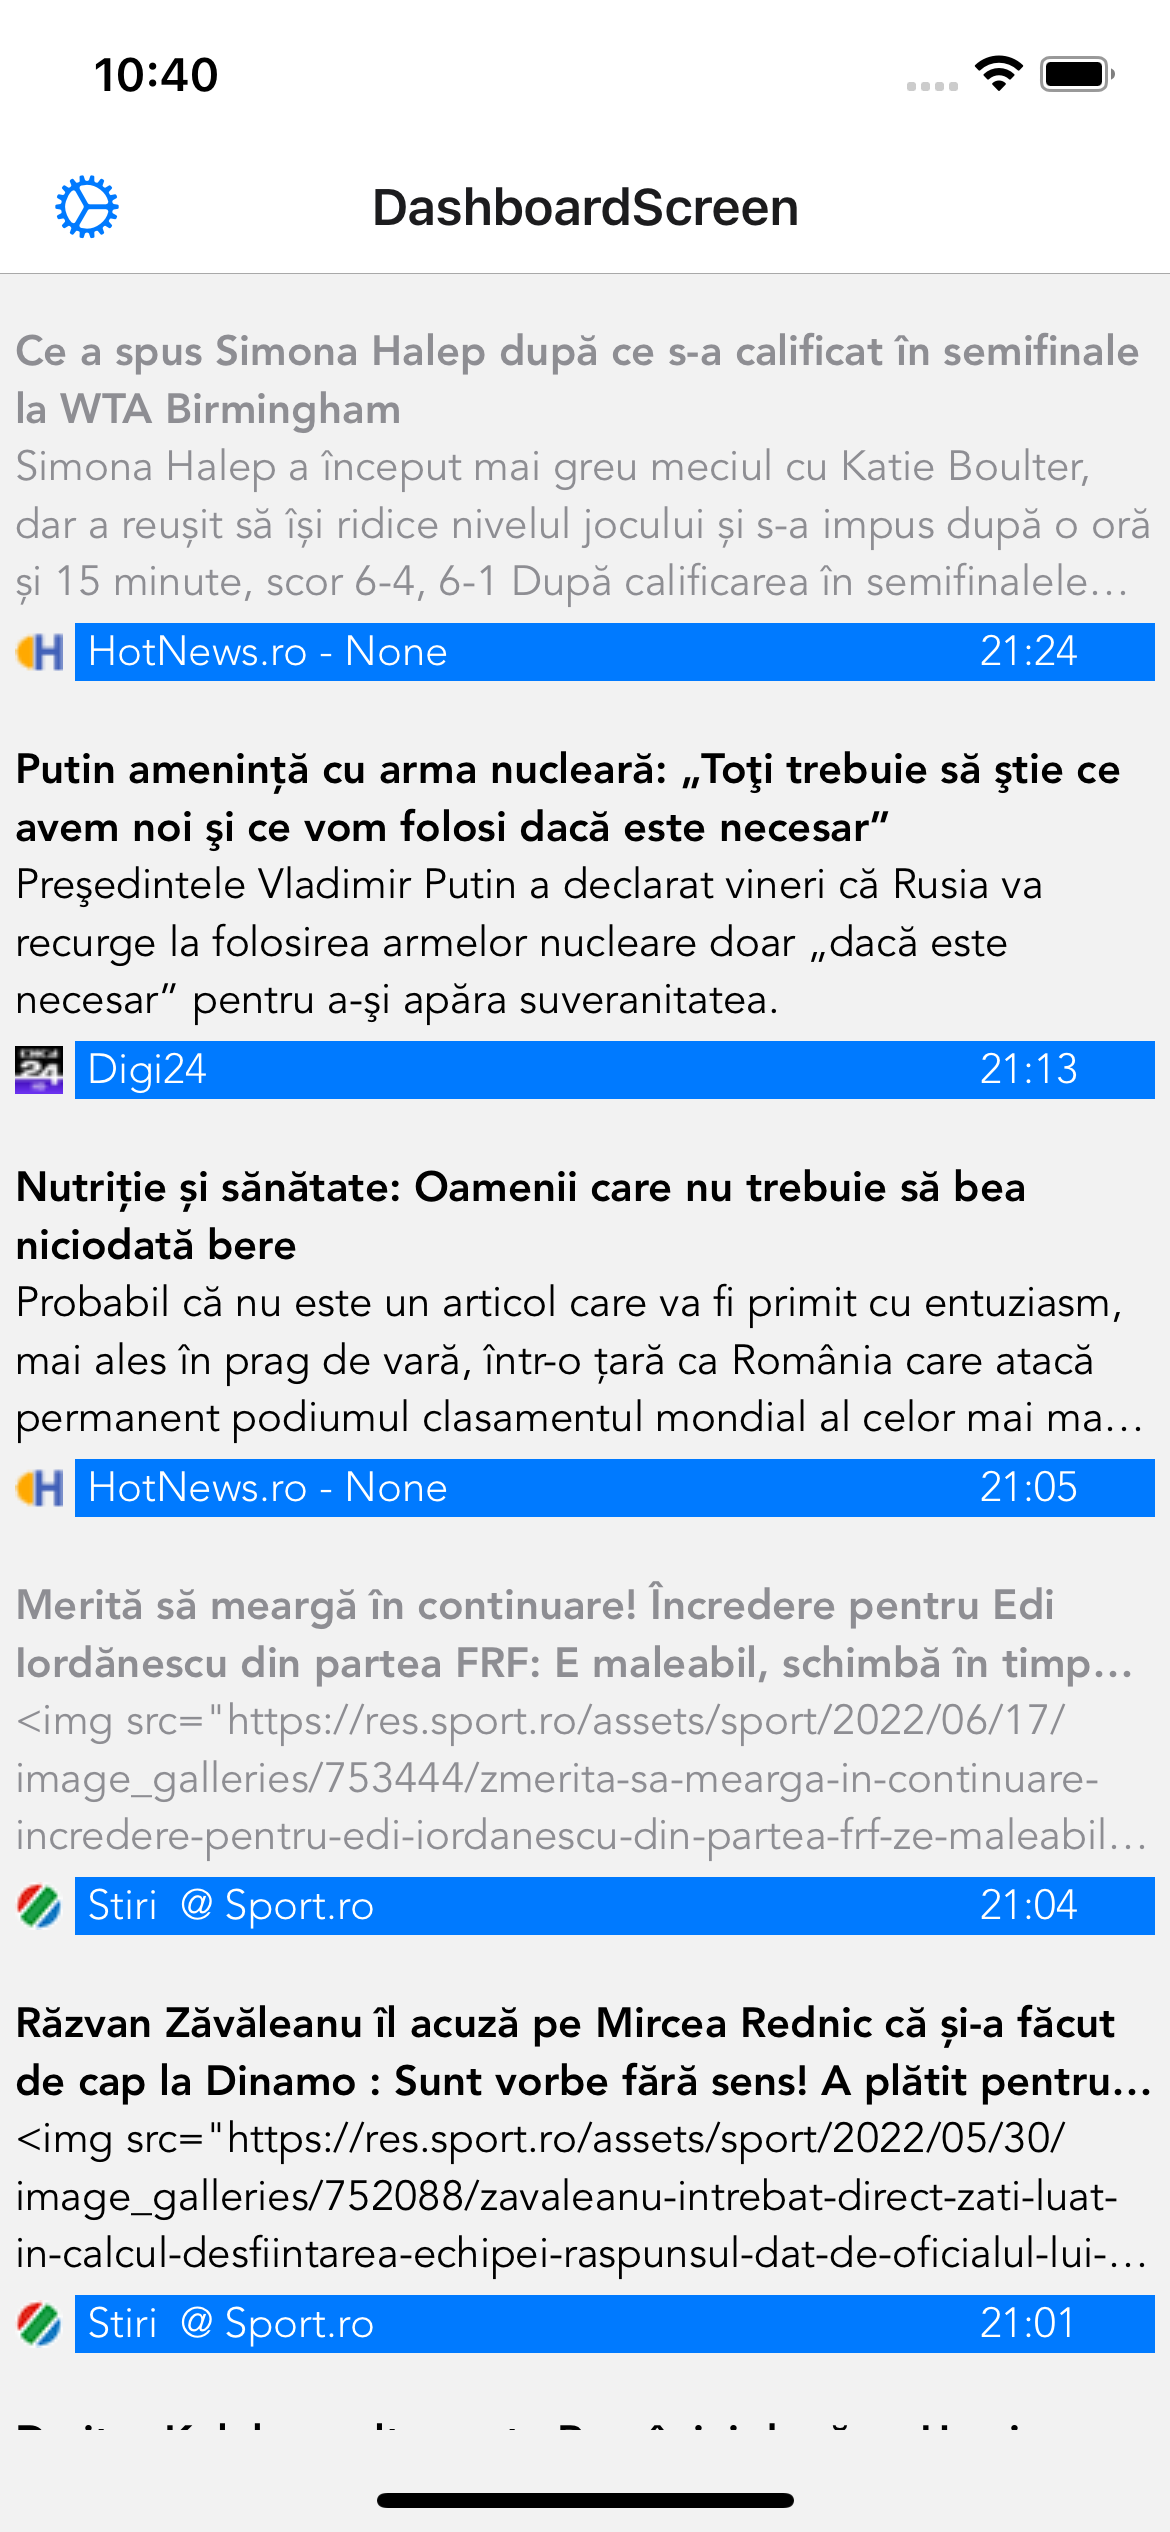 10:40
DashboardScreen
Ce a spus Simona Halep după ce s-a calificat în semifinale
la WTA Birmingham
Simona Halep a început mai greu meciul cu Katie Boulter,
dar a reușit să își ridice nivelul jocului și s-a impus după o oră
și 15 minute, scor 6-4, 6-1 După calificarea în semifinalele…
HotNews.ro - None 21:24
Putin amenință cu arma nucleară: „Toţi trebuie să ştie ce
avem noi şi ce vom folosi dacă este necesar”
Preşedintele Vladimir Putin a declarat vineri că Rusia va
recurge la folosirea armelor nucleare doar „dacă este
necesar” pentru a-şi apăra suveranitatea.
24 Digi24 21:13
Nutriție și sănătate: Oamenii care nu trebuie să bea
niciodată bere
Probabil că nu este un articol care va fi primit cu entuziasm,
mai ales în prag de vară, într-o țară ca România care atacă
permanent podiumul clasamentul mondial al celor mai ma…
HotNews.ro - None 21:05
Merită să meargă în continuare! Încredere pentru Edi
Iordănescu din partea FRF: E maleabil, schimbă în timp…
<img src="https://res.sport.ro/assets/sport/2022/06/17/
image_galleries/753444/zmerita-sa-mearga-in-continuare-
incredere-pentru-edi-iordanescu-din-partea-frf-ze-maleabil…
Stiri @ Sport.ro 21:04
Răzvan Zăvăleanu îl acuză pe Mircea Rednic că și-a făcut
de cap la Dinamo : Sunt vorbe fără sens! A plătit pentru…
<img src="https://res.sport.ro/assets/sport/2022/05/30/
image_galleries/752088/zavaleanu-intrebat-direct-zati-luat-
in-calcul-desfiintarea-echipei-raspunsul-dat-de-oficialul-lui-…
Stiri @ Sport.ro 21:01